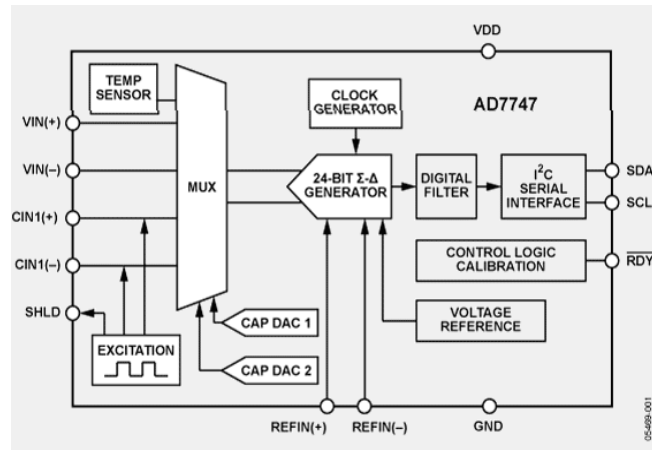 VDD
TEMP
SENSOR
CLOCK
GENERATOR
AD7747
VIN(+)
VIN(–)
MUX
24-BIT Σ-Δ
GENERATOR
DIGITAL
FILTER
I²C
SERIAL
INTERFACE
SDA
SCL
CIN1(+)
CIN1(–)
CONTROL LOGIC
CALIBRATION
RDY
SHLD
VOLTAGE
REFERENCE
EXCITATION
CAP DAC 1
CAP DAC 2
REFIN(+)
REFIN(–)
GND
05469-001